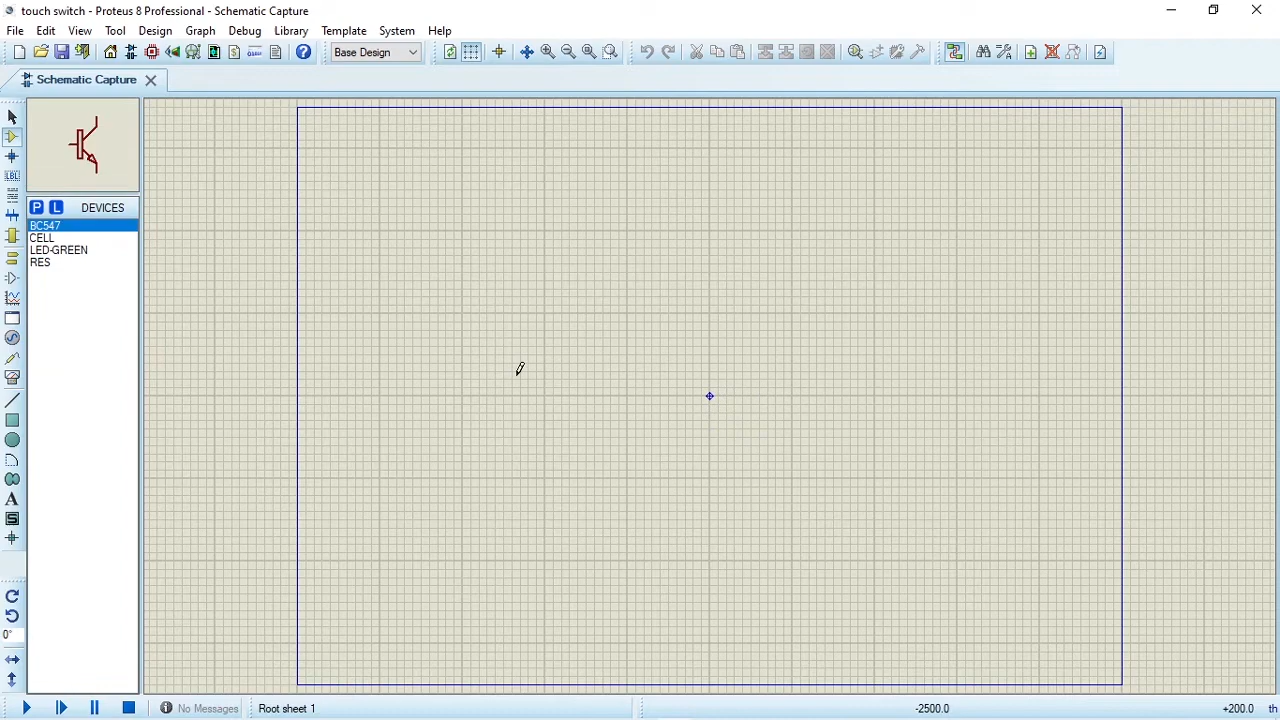 touch switch - Proteus 8 Professional - Schematic Capture
File Edit View Tool Design Graph Debug Library Template System Help
Base Design
Schematic Capture
P L DEVICES
BC547
CELL
LED-GREEN
RES
LBL
A
S
0°
No Messages Root sheet 1 -2500.0 +200.0 th